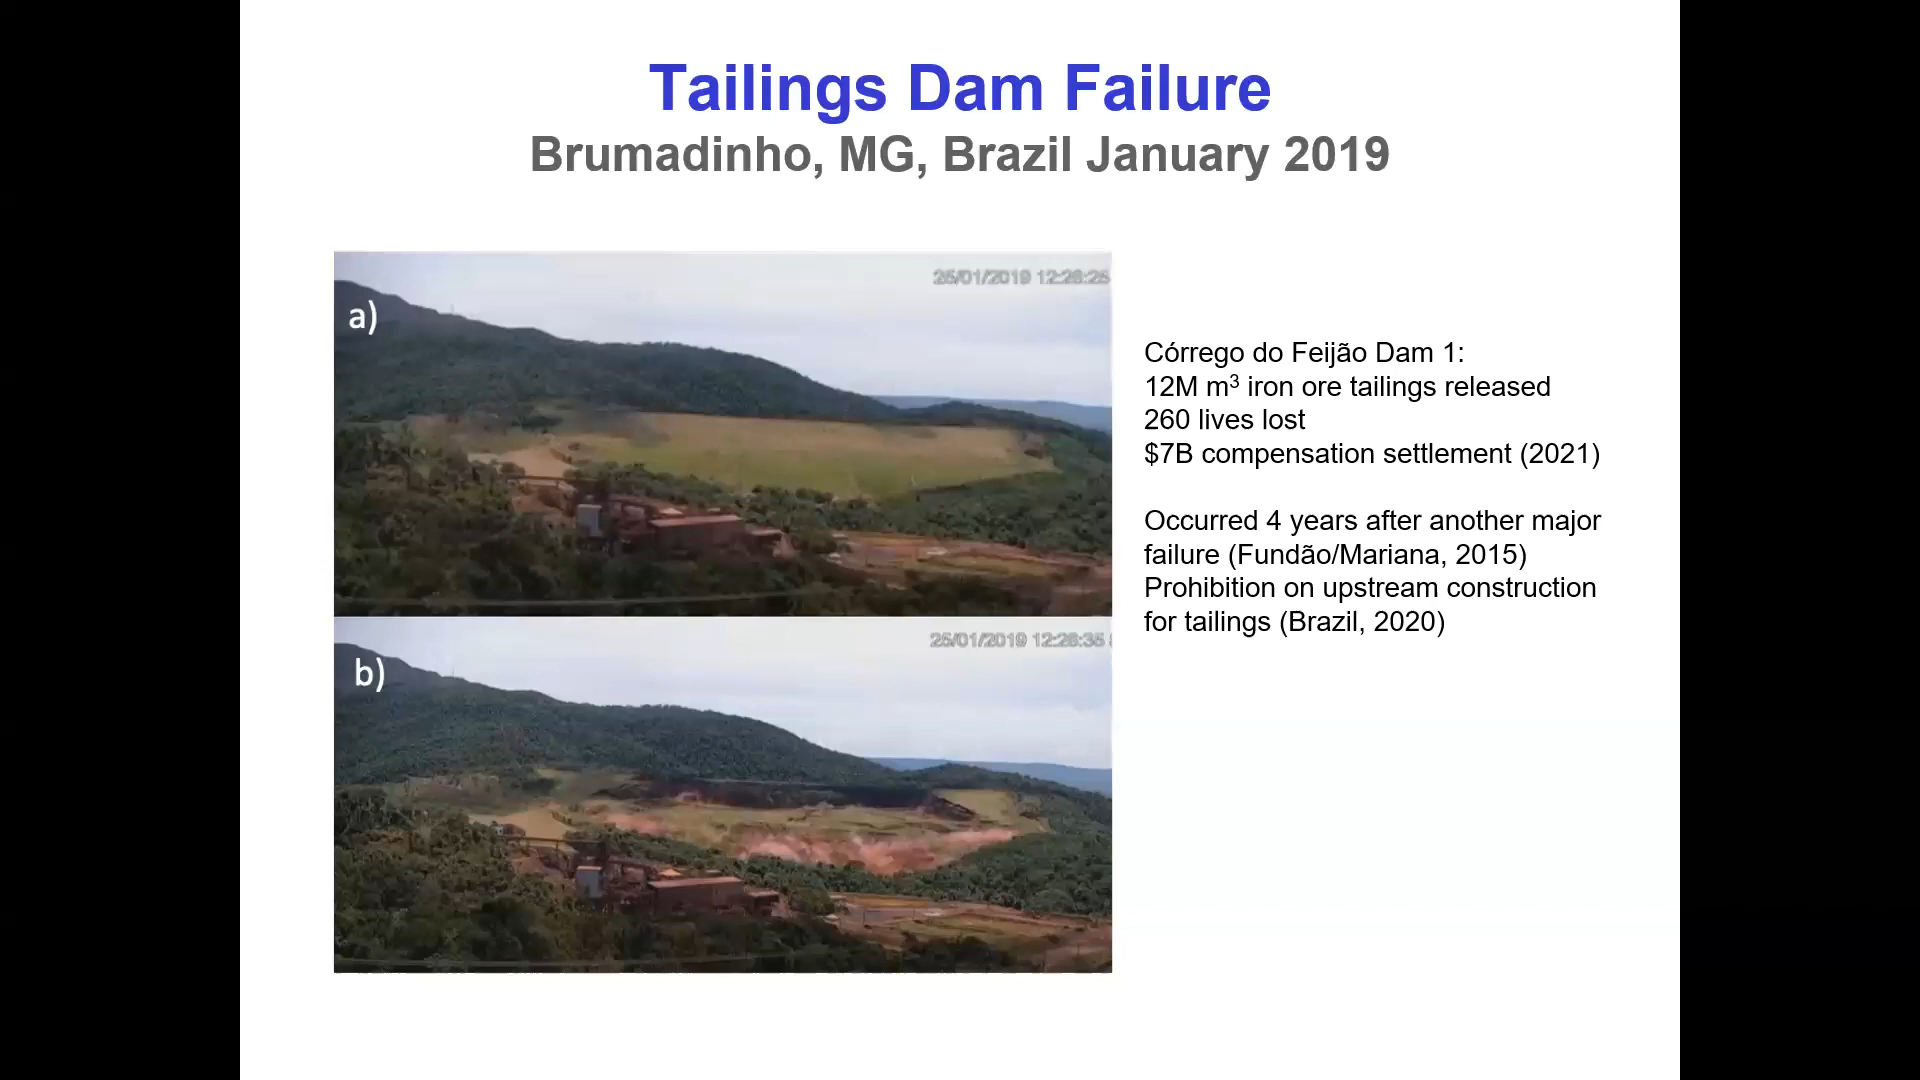 Tailings Dam Failure
Brumadinho, MG, Brazil January 2019
25/01/2019 12:28:25
a)
Córrego do Feijão Dam 1:
12M m³ iron ore tailings released
260 lives lost
$7B compensation settlement (2021)
Occurred 4 years after another major
failure (Fundão/Mariana, 2015)
Prohibition on upstream construction
for tailings (Brazil, 2020)
25/01/2019 12:28:35
b)